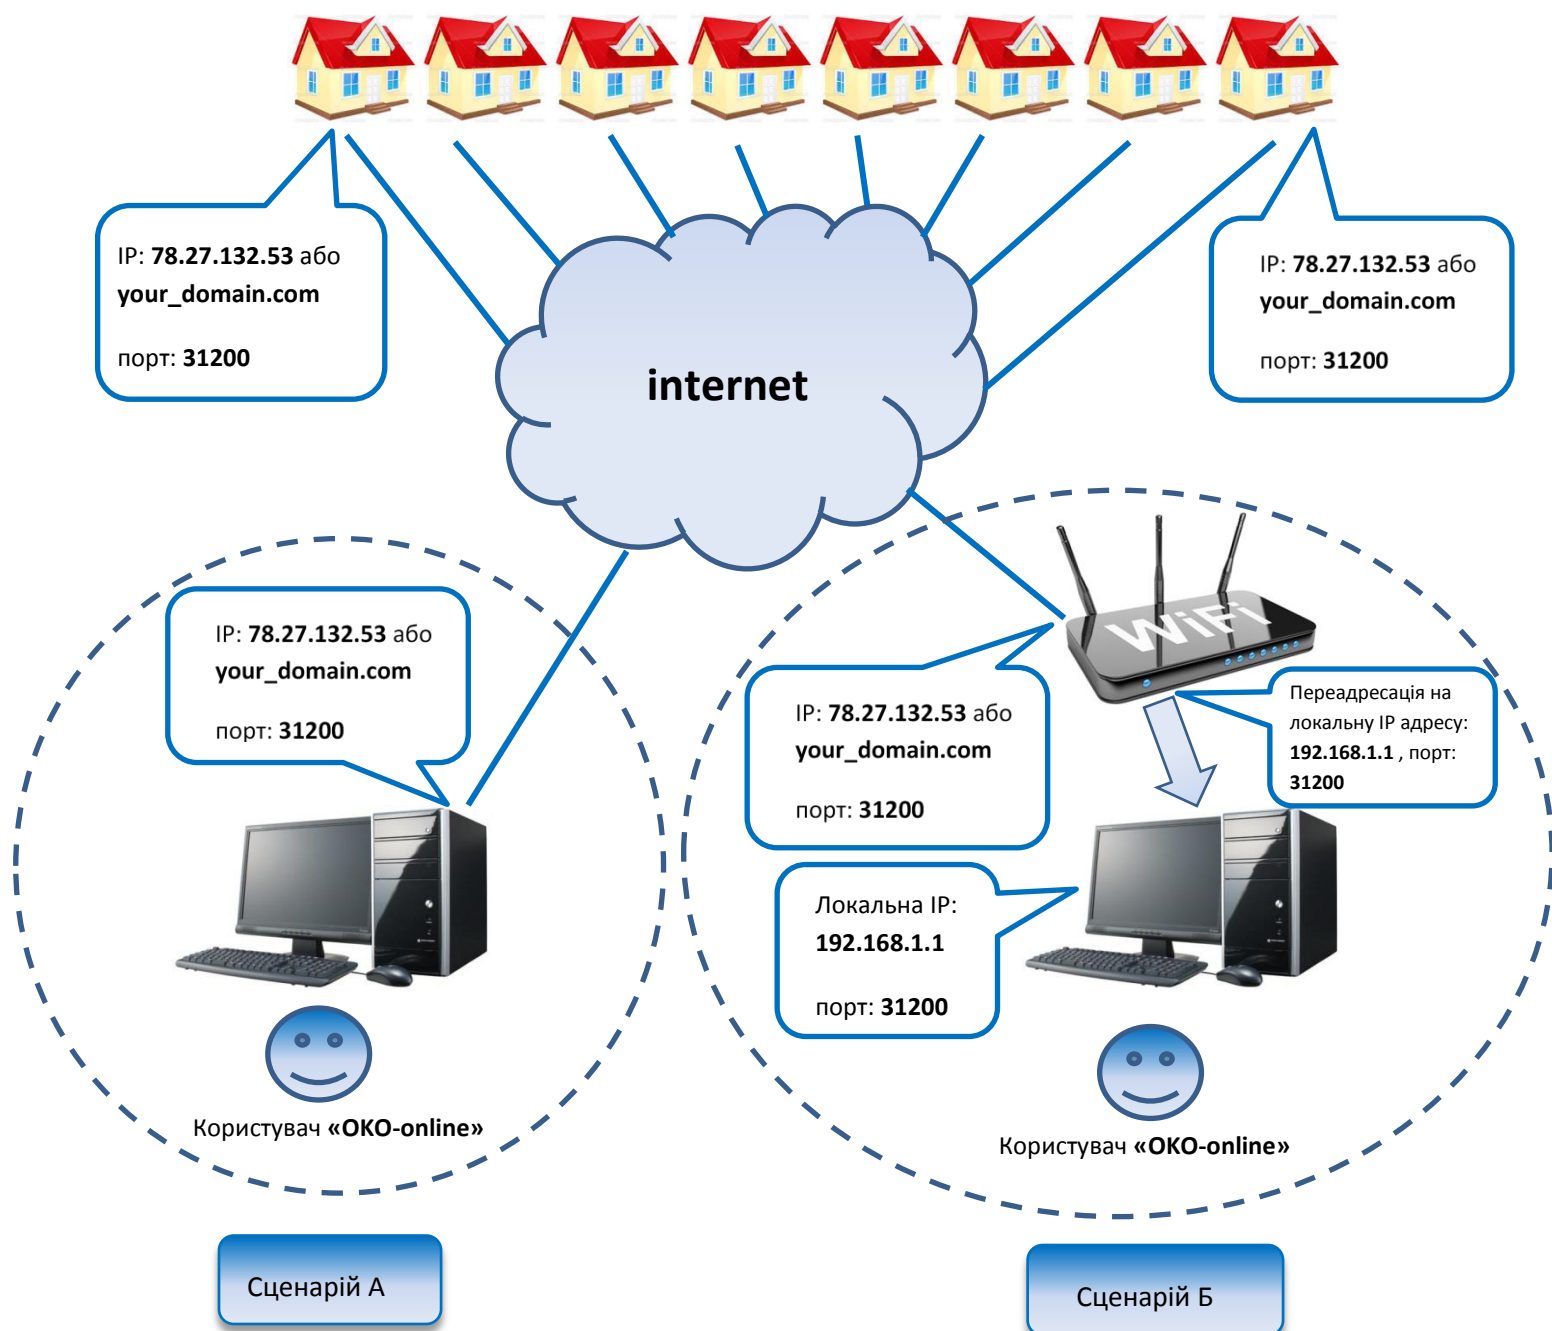 IP: 78.27.132.53 або
your_domain.com
порт: 31200
IP: 78.27.132.53 або
your_domain.com
порт: 31200
internet
IP: 78.27.132.53 або
your_domain.com
порт: 31200
WiFi
IP: 78.27.132.53 або
your_domain.com
порт: 31200
Переадресація на
локальну IP адресу:
192.168.1.1 , порт:
31200
Локальна IP:
192.168.1.1
порт: 31200
Користувач «ОКО-online»
Користувач «ОКО-online»
Сценарій А
Сценарій Б